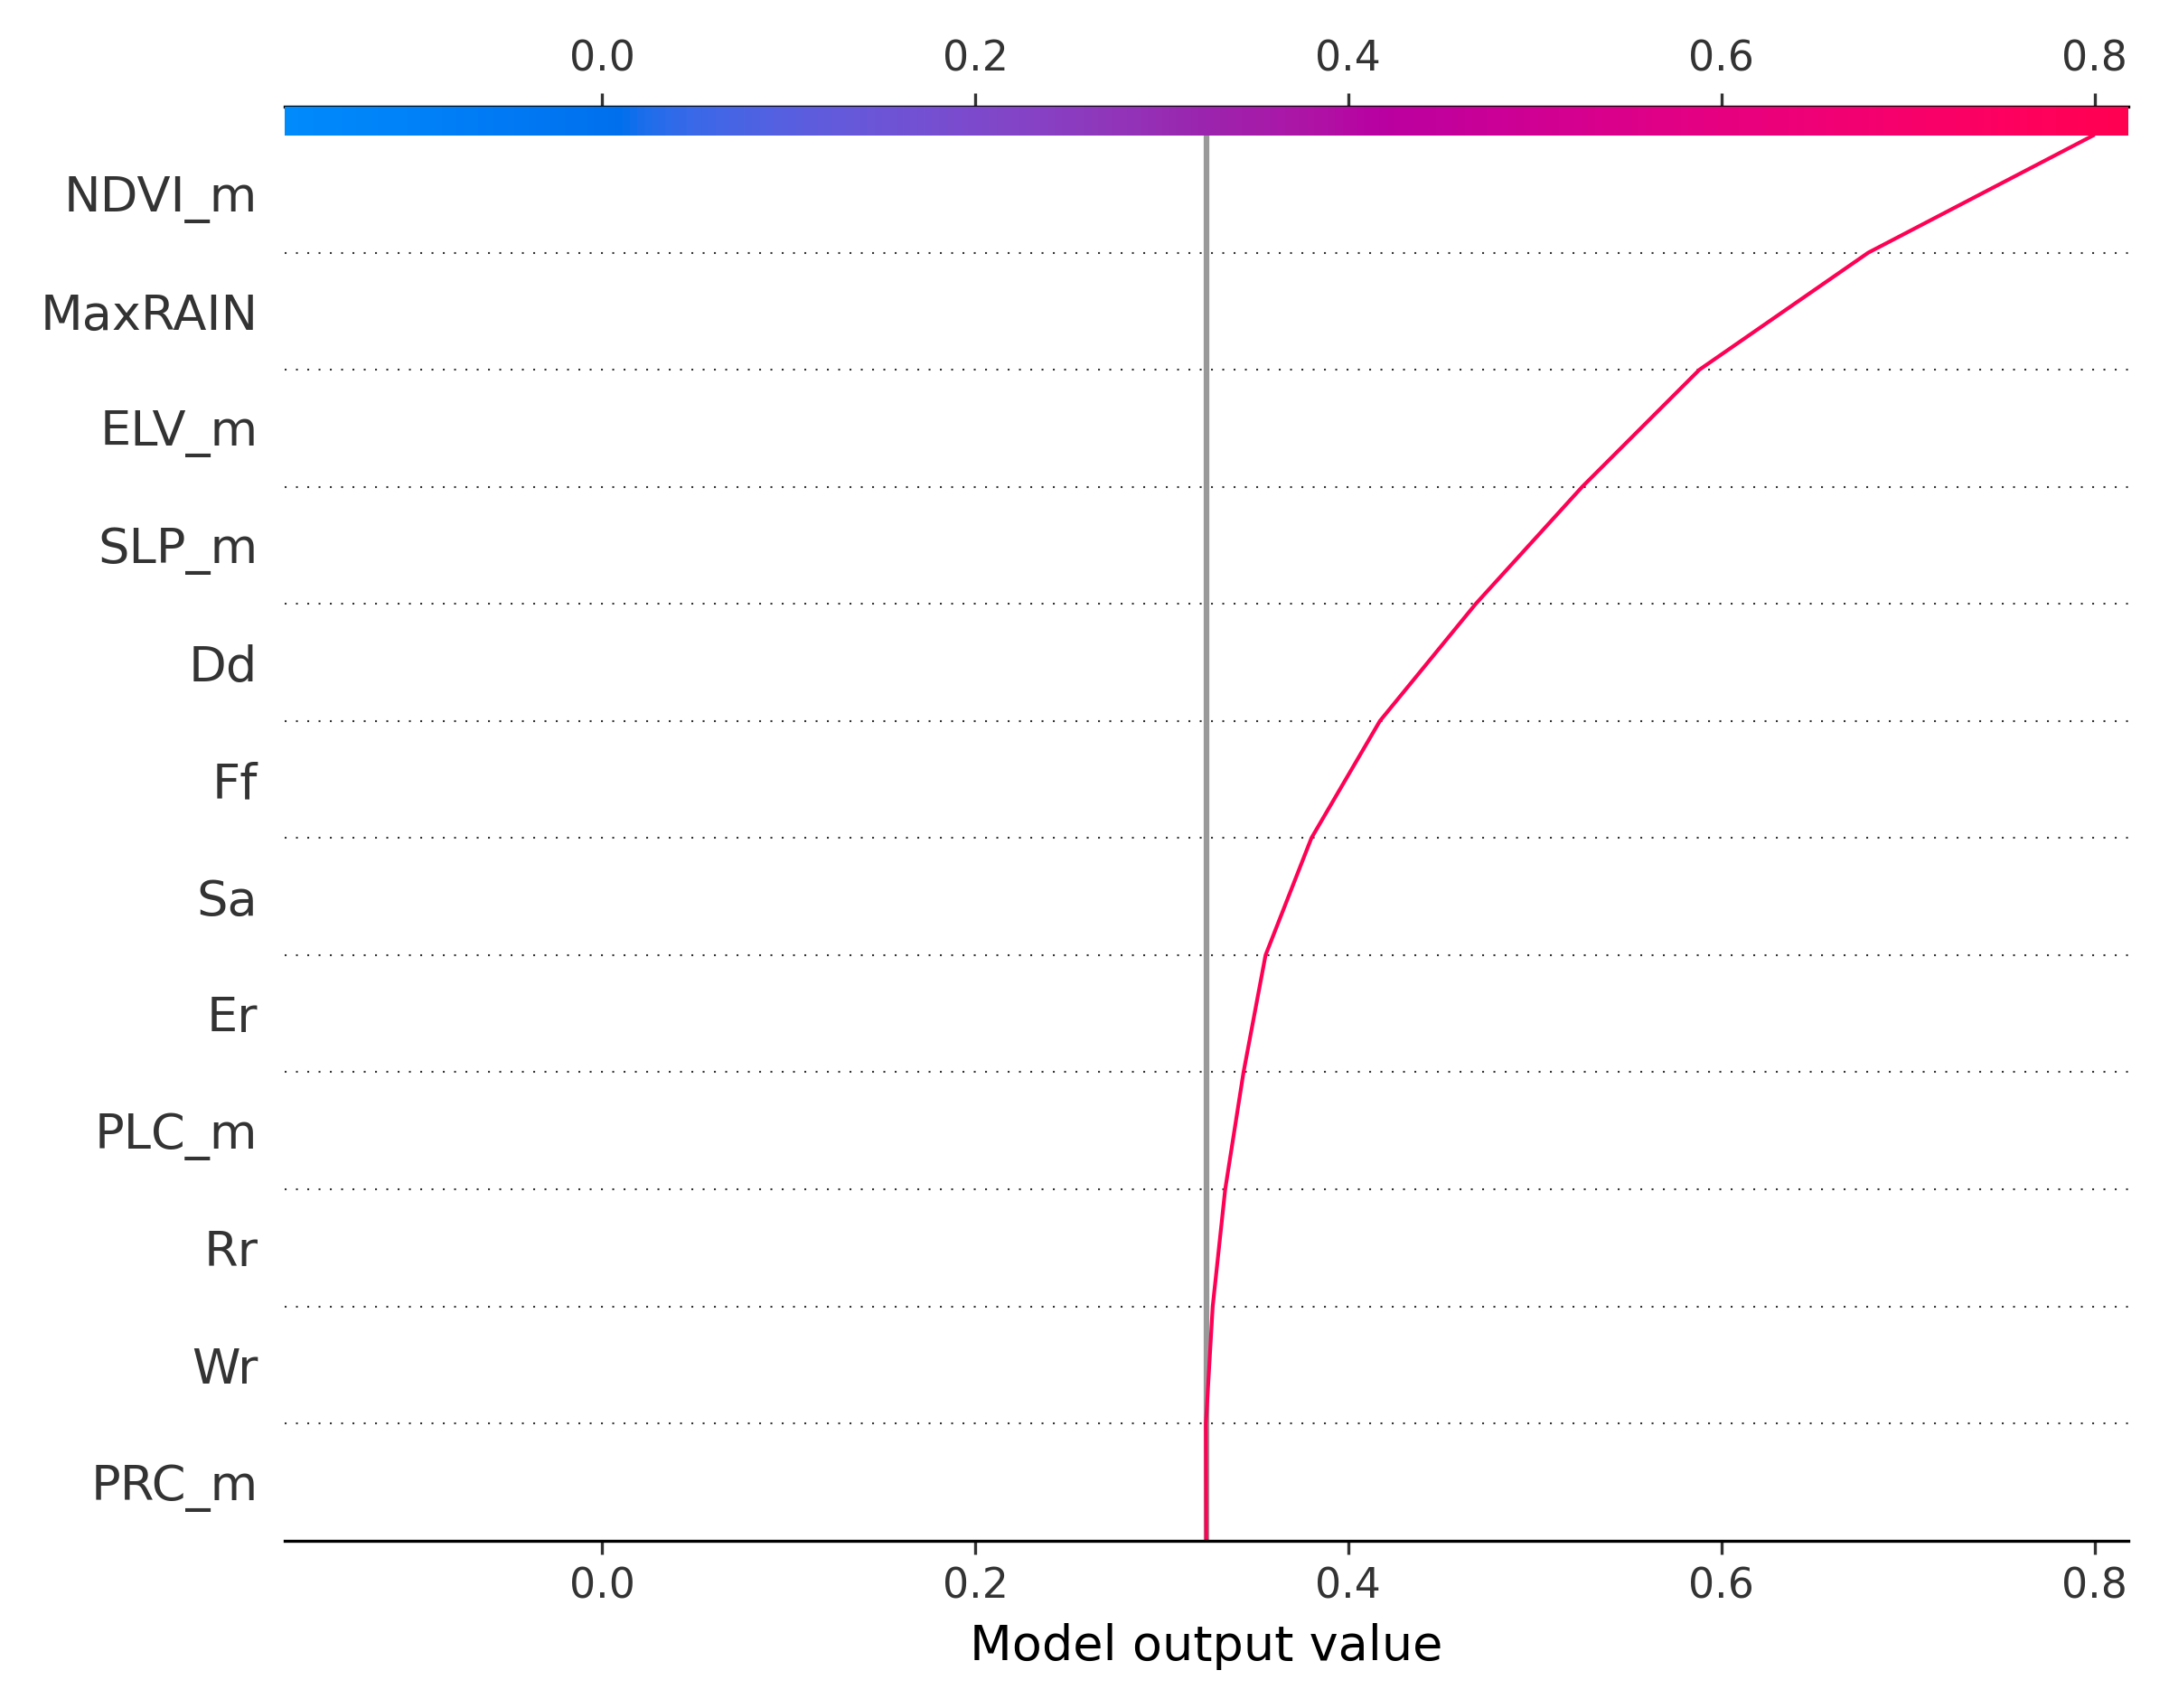 0.0 0.2 0.4 0.6 0.8
NDVI_m
MaxRAIN
ELV_m
SLP_m
Dd
Ff
Sa
Er
PLC_m
Rr
Wr
PRC_m
0.0 0.2 0.4 0.6 0.8
Model output value